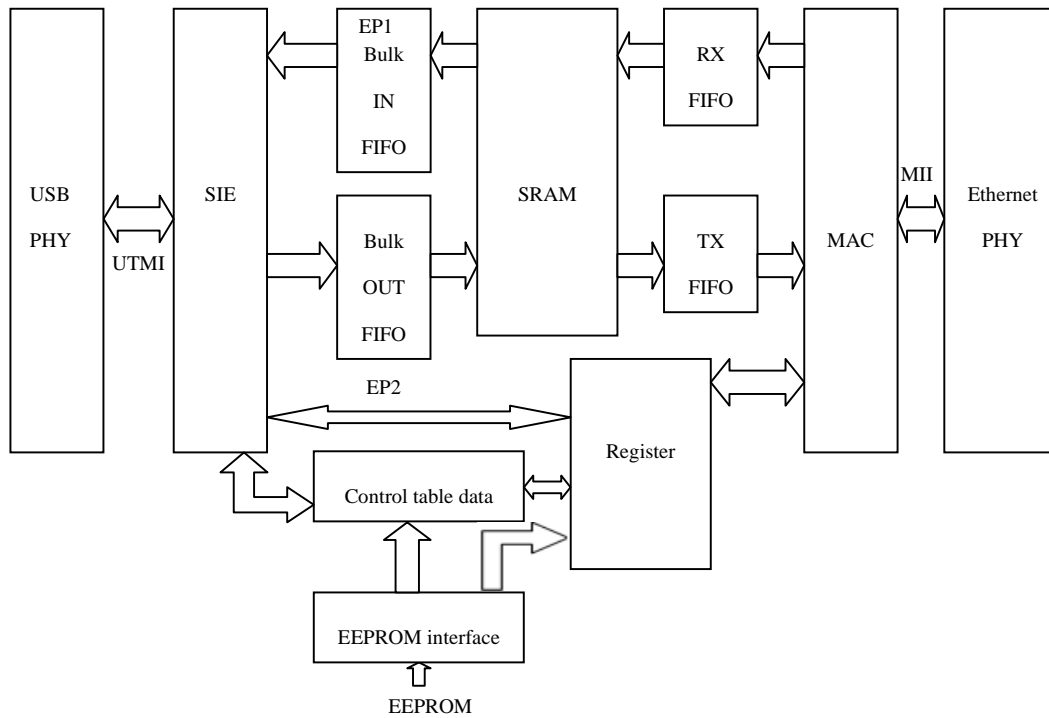 USB
PHY
UTMI
SIE
EP1
Bulk
IN
FIFO
Bulk
OUT
FIFO
SRAM
RX
FIFO
TX
FIFO
MAC
MII
Ethernet
PHY
EP2
Register
Control table data
EEPROM interface
EEPROM